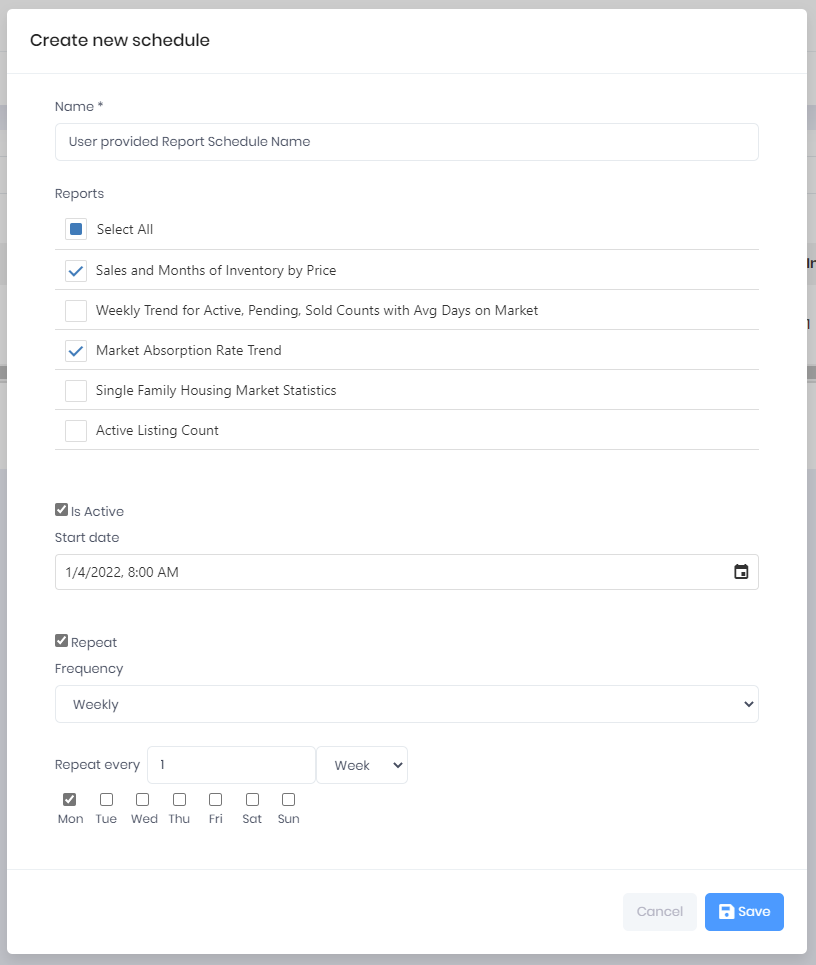 Create new schedule
Name *
User provided Report Schedule Name
Reports
Select All
Sales and Months of Inventory by Price
Weekly Trend for Active, Pending, Sold Counts with Avg Days on Market
Market Absorption Rate Trend
Single Family Housing Market Statistics
Active Listing Count
Is Active
Start date
1/4/2022, 8:00 AM
Repeat
Frequency
Weekly
Repeat every 1 Week
Mon Tue Wed Thu Fri Sat Sun
Cancel Save